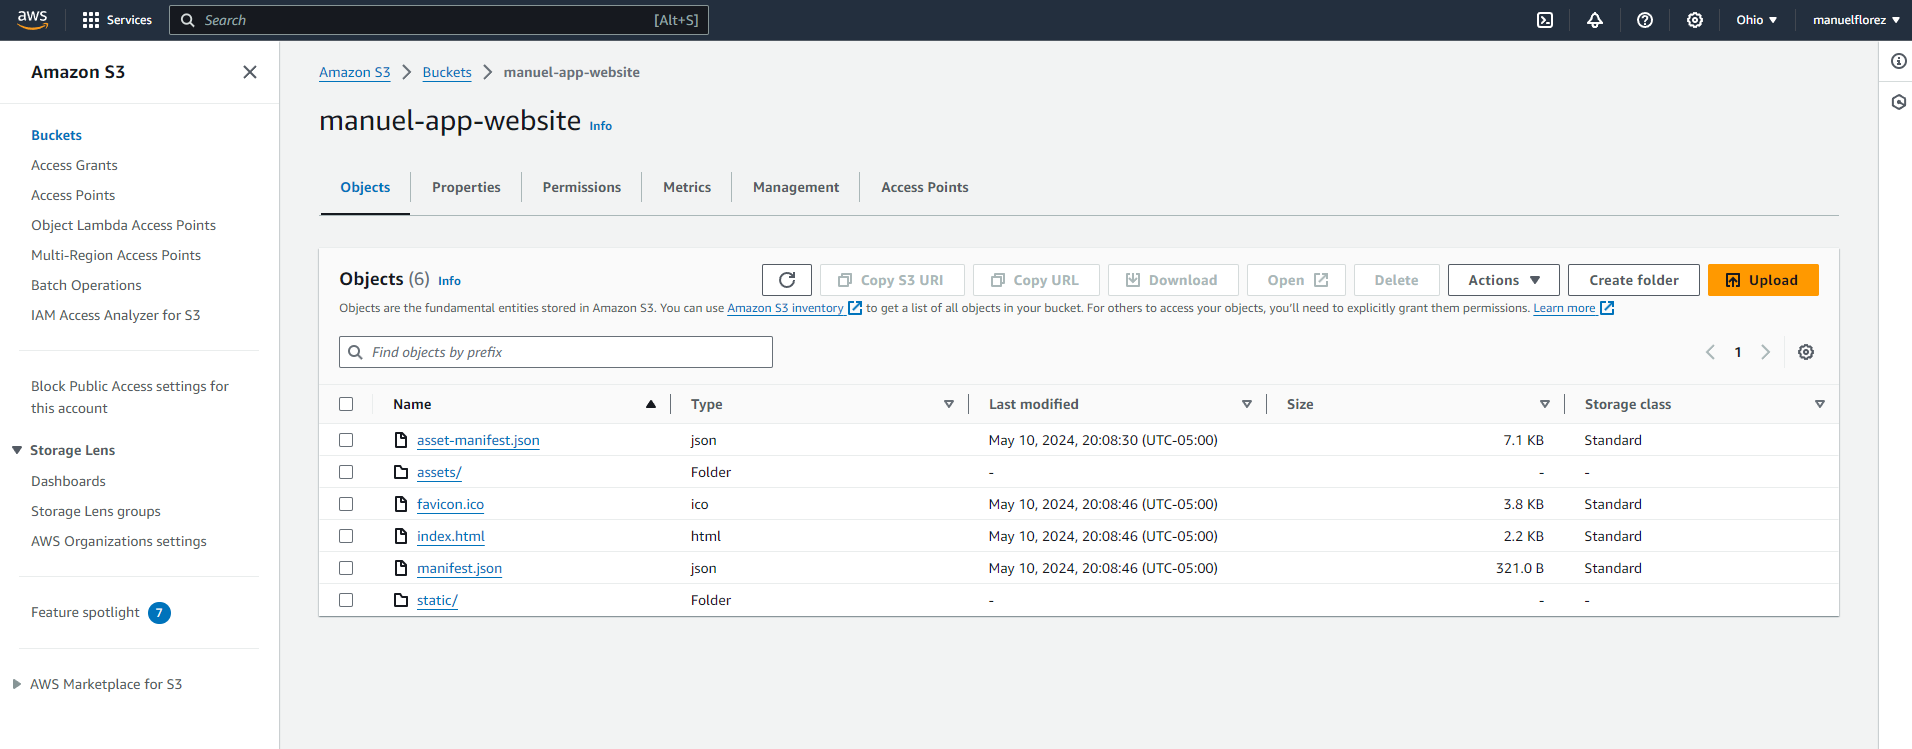 aws Services Search [Alt+S] Ohio manuelflorez
Amazon S3
Buckets
Access Grants
Access Points
Object Lambda Access Points
Multi-Region Access Points
Batch Operations
IAM Access Analyzer for S3
Block Public Access settings for
this account
Storage Lens
Dashboards
Storage Lens groups
AWS Organizations settings
Feature spotlight 7
AWS Marketplace for S3
Amazon S3 Buckets manuel-app-website
manuel-app-website Info
Objects Properties Permissions Metrics Management Access Points
Objects (6) Info Copy S3 URI Copy URL Download Open Delete Actions Create folder Upload
Objects are the fundamental entities stored in Amazon S3. You can use Amazon S3 inventory to get a list of all objects in your bucket. For others to access your objects, you'll need to explicitly grant them permissions. Learn more
Find objects by prefix 1
Name Type Last modified Size Storage class
asset-manifest.json json May 10, 2024, 20:08:30 (UTC-05:00) 7.1 KB Standard
assets/ Folder - - -
favicon.ico ico May 10, 2024, 20:08:46 (UTC-05:00) 3.8 KB Standard
index.html html May 10, 2024, 20:08:46 (UTC-05:00) 2.2 KB Standard
manifest.json json May 10, 2024, 20:08:46 (UTC-05:00) 321.0 B Standard
static/ Folder - - -